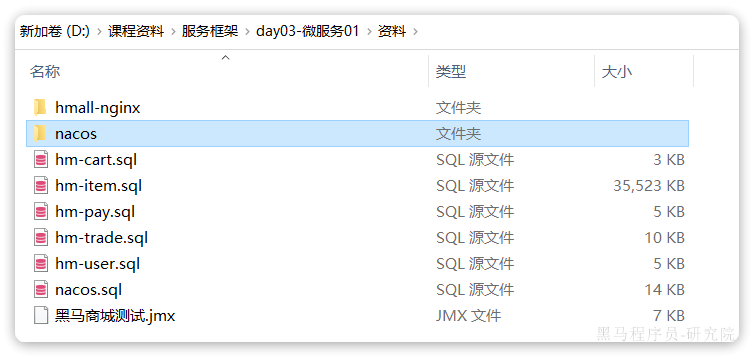 新加卷 (D:) › 课程资料 › 服务框架 › day03-微服务01 › 资料 ›
名称 类型 大小
hmall-nginx 文件夹
nacos 文件夹
hm-cart.sql SQL 源文件 3 KB
hm-item.sql SQL 源文件 35,523 KB
hm-pay.sql SQL 源文件 5 KB
hm-trade.sql SQL 源文件 10 KB
hm-user.sql SQL 源文件 5 KB
nacos.sql SQL 源文件 14 KB
黑马商城测试.jmx JMX 文件 7 KB
黑马程序员-研究院